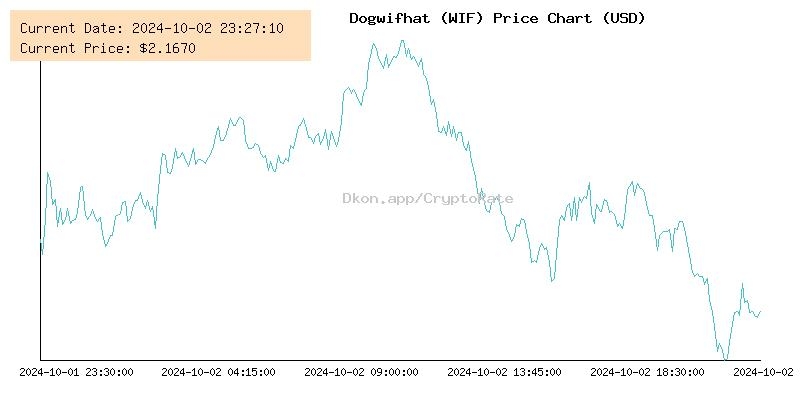 Dogwifhat (WIF) Price Chart (USD)
Current Date: 2024-10-02 23:27:10
Current Price: $2.1670
Dkon.app/CryptoRate
2024-10-01 23:30:00 2024-10-02 04:15:00 2024-10-02 09:00:00 2024-10-02 13:45:00 2024-10-02 18:30:00 2024-10-02